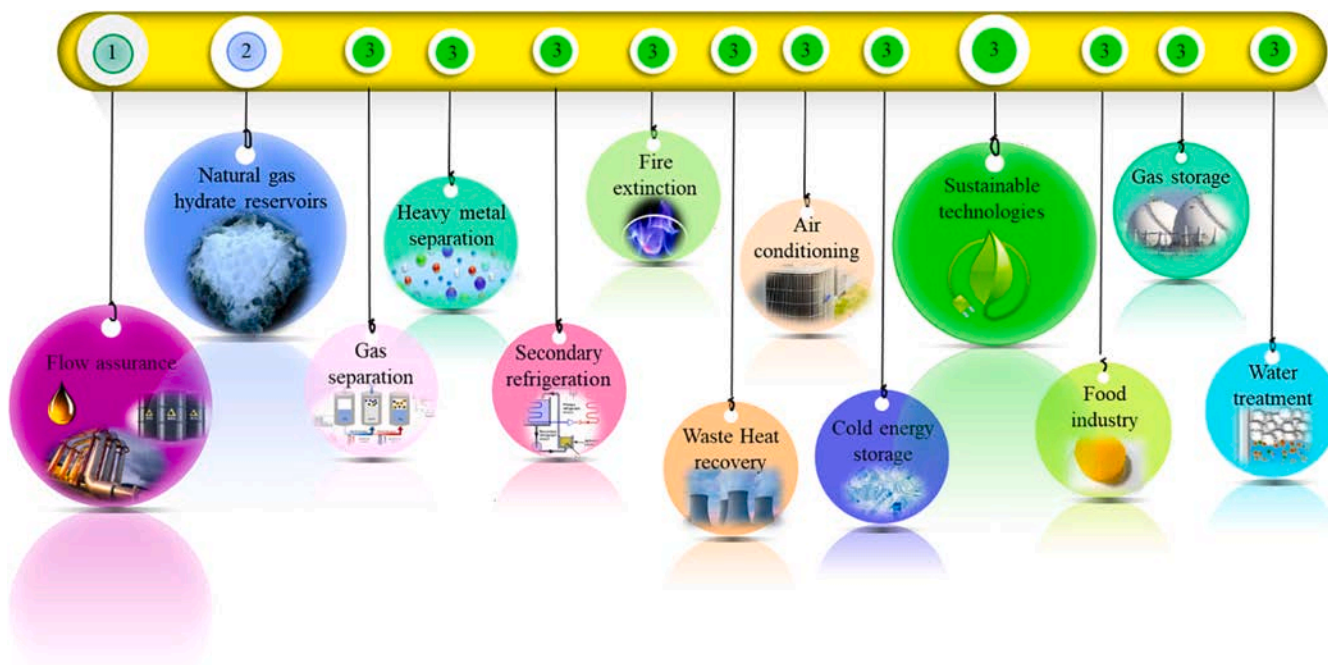 1
2
3
3
3
3
3
3
3
3
3
3
3
Flow assurance
Natural gas
hydrate reservoirs
Gas
separation
Heavy metal
separation
Secondary
refrigeration
Fire
extinction
Waste Heat
recovery
Air
conditioning
Cold energy
storage
Sustainable
technologies
Food
industry
Gas storage
Water
treatment